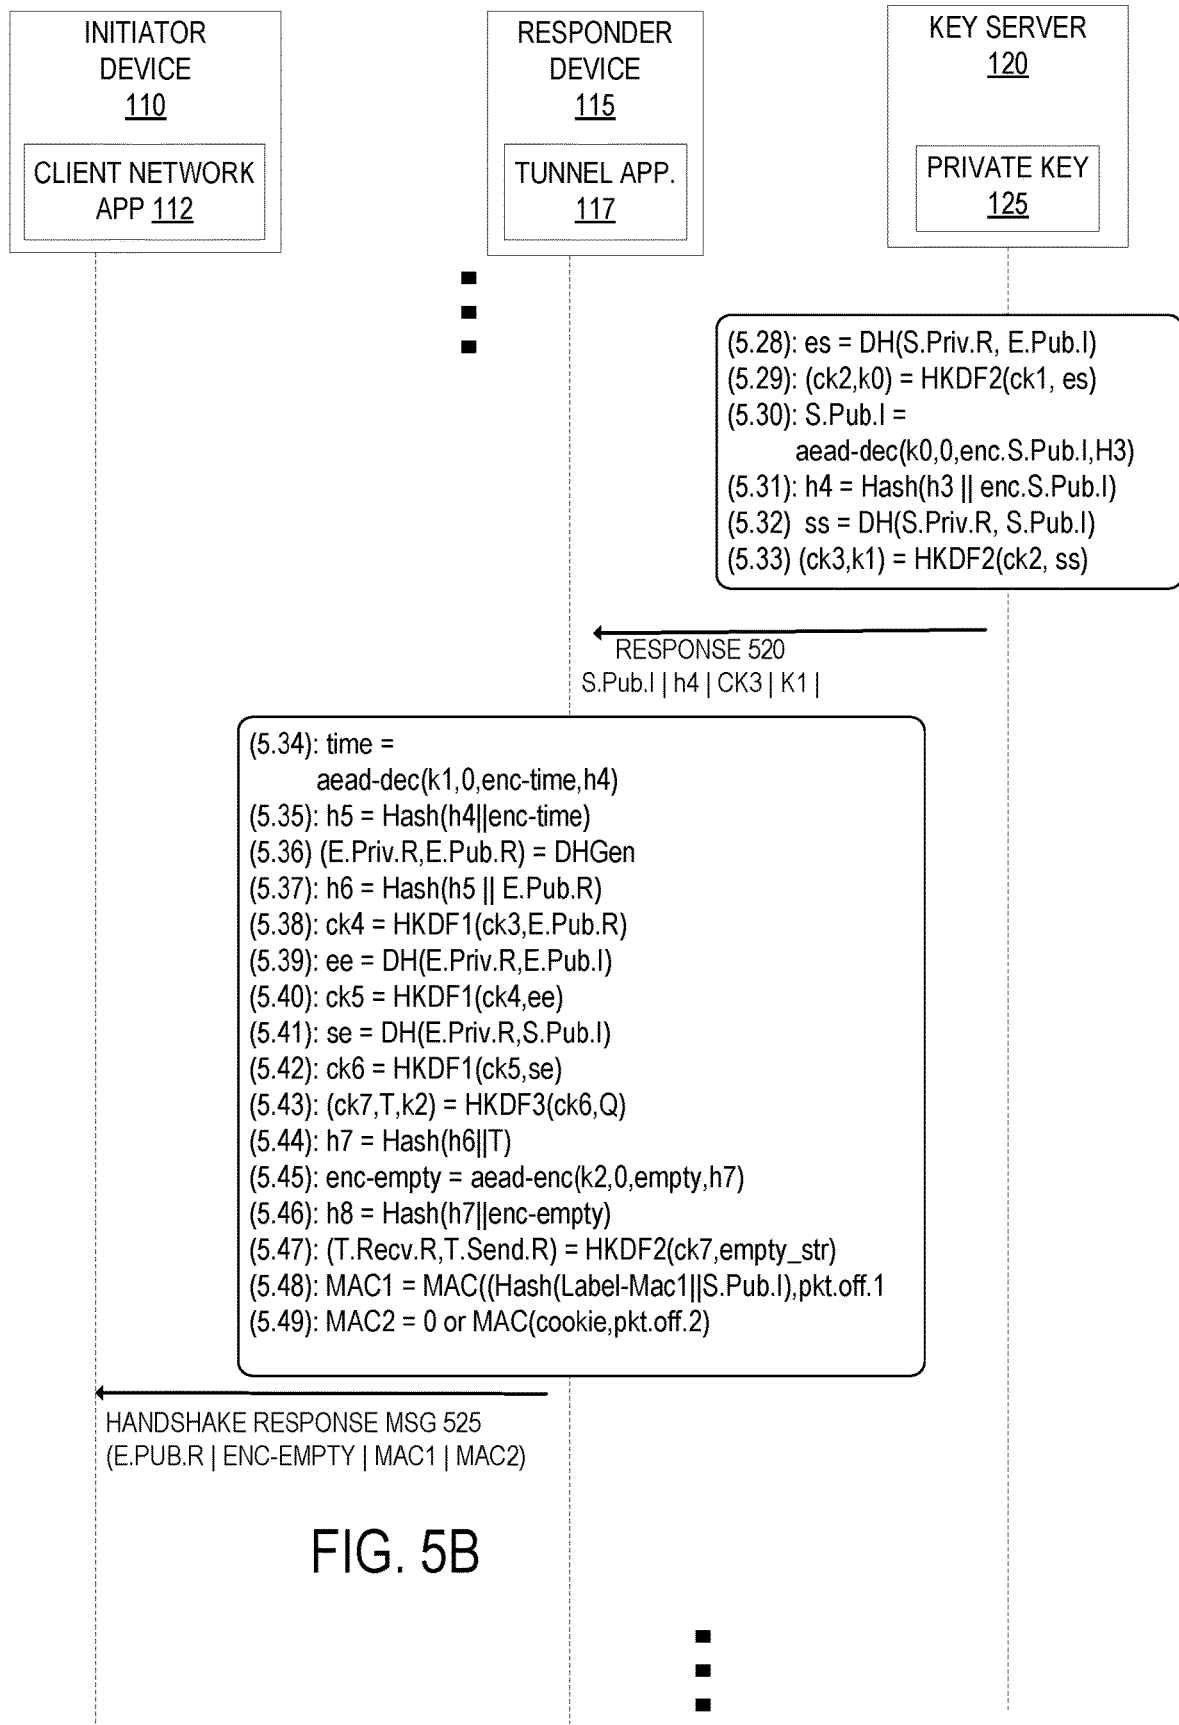 INITIATOR
DEVICE
110
CLIENT NETWORK
APP 112
RESPONDER
DEVICE
115
TUNNEL APP.
117
KEY SERVER
120
PRIVATE KEY
125
(5.28): es = DH(S.Priv.R, E.Pub.I)
(5.29): (ck2,k0) = HKDF2(ck1, es)
(5.30): S.Pub.I =
aead-dec(k0,0,enc.S.Pub.I,H3)
(5.31): h4 = Hash(h3 || enc.S.Pub.I)
(5.32) ss = DH(S.Priv.R, S.Pub.I)
(5.33) (ck3,k1) = HKDF2(ck2, ss)
RESPONSE 520
S.Pub.I | h4 | CK3 | K1 |
(5.34): time =
aead-dec(k1,0,enc-time,h4)
(5.35): h5 = Hash(h4||enc-time)
(5.36) (E.Priv.R,E.Pub.R) = DHGen
(5.37): h6 = Hash(h5 || E.Pub.R)
(5.38): ck4 = HKDF1(ck3,E.Pub.R)
(5.39): ee = DH(E.Priv.R,E.Pub.I)
(5.40): ck5 = HKDF1(ck4,ee)
(5.41): se = DH(E.Priv.R,S.Pub.I)
(5.42): ck6 = HKDF1(ck5,se)
(5.43): (ck7,T,k2) = HKDF3(ck6,Q)
(5.44): h7 = Hash(h6||T)
(5.45): enc-empty = aead-enc(k2,0,empty,h7)
(5.46): h8 = Hash(h7||enc-empty)
(5.47): (T.Recv.R,T.Send.R) = HKDF2(ck7,empty_str)
(5.48): MAC1 = MAC((Hash(Label-Mac1||S.Pub.I),pkt.off.1
(5.49): MAC2 = 0 or MAC(cookie,pkt.off.2)
HANDSHAKE RESPONSE MSG 525
(E.PUB.R | ENC-EMPTY | MAC1 | MAC2)
FIG. 5B